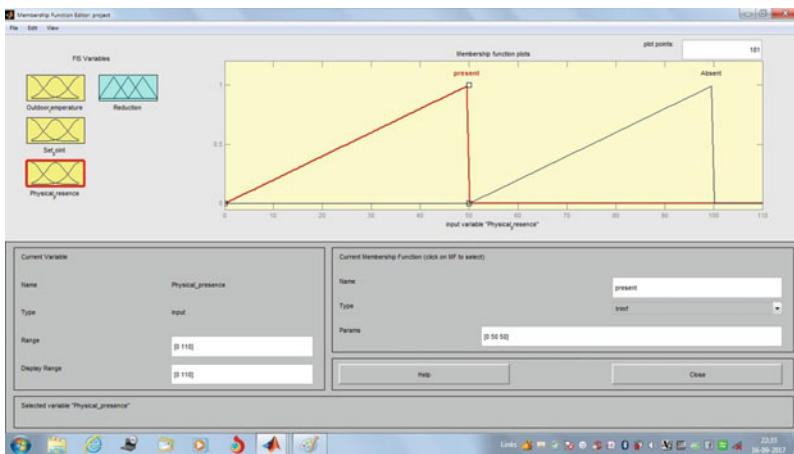 Membership Function Editor: project
File Edit View
FIS Variables
Membership function plots
plot points:
181
Outdoor_temperature
Reduction
Set_point
Physical_presence
present
Absent
1
0.5
0
0 10 20 30 40 50 60 70 80 90 100 110
input variable "Physical_presence"
Current Variable
Name
Physical_presence
Type
input
Range
[0 110]
Display Range
[0 110]
Current Membership Function (click on MF to select)
Name
present
Type
trimf
Params
[0 50 50]
Help
Close
Selected variable "Physical_presence"
Links
22:33
16-09-2017